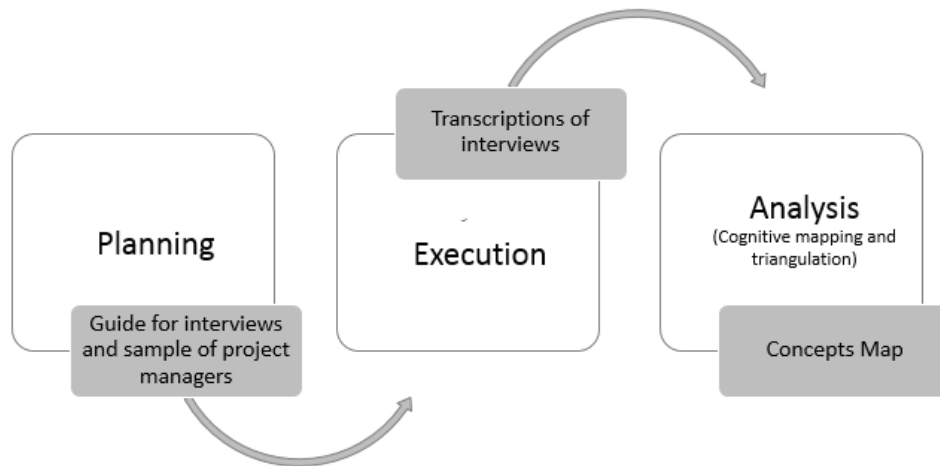 Planning
Guide for interviews
and sample of project
managers
Transcriptions of
interviews
Execution
Analysis
(Cognitive mapping and
triangulation)
Concepts Map